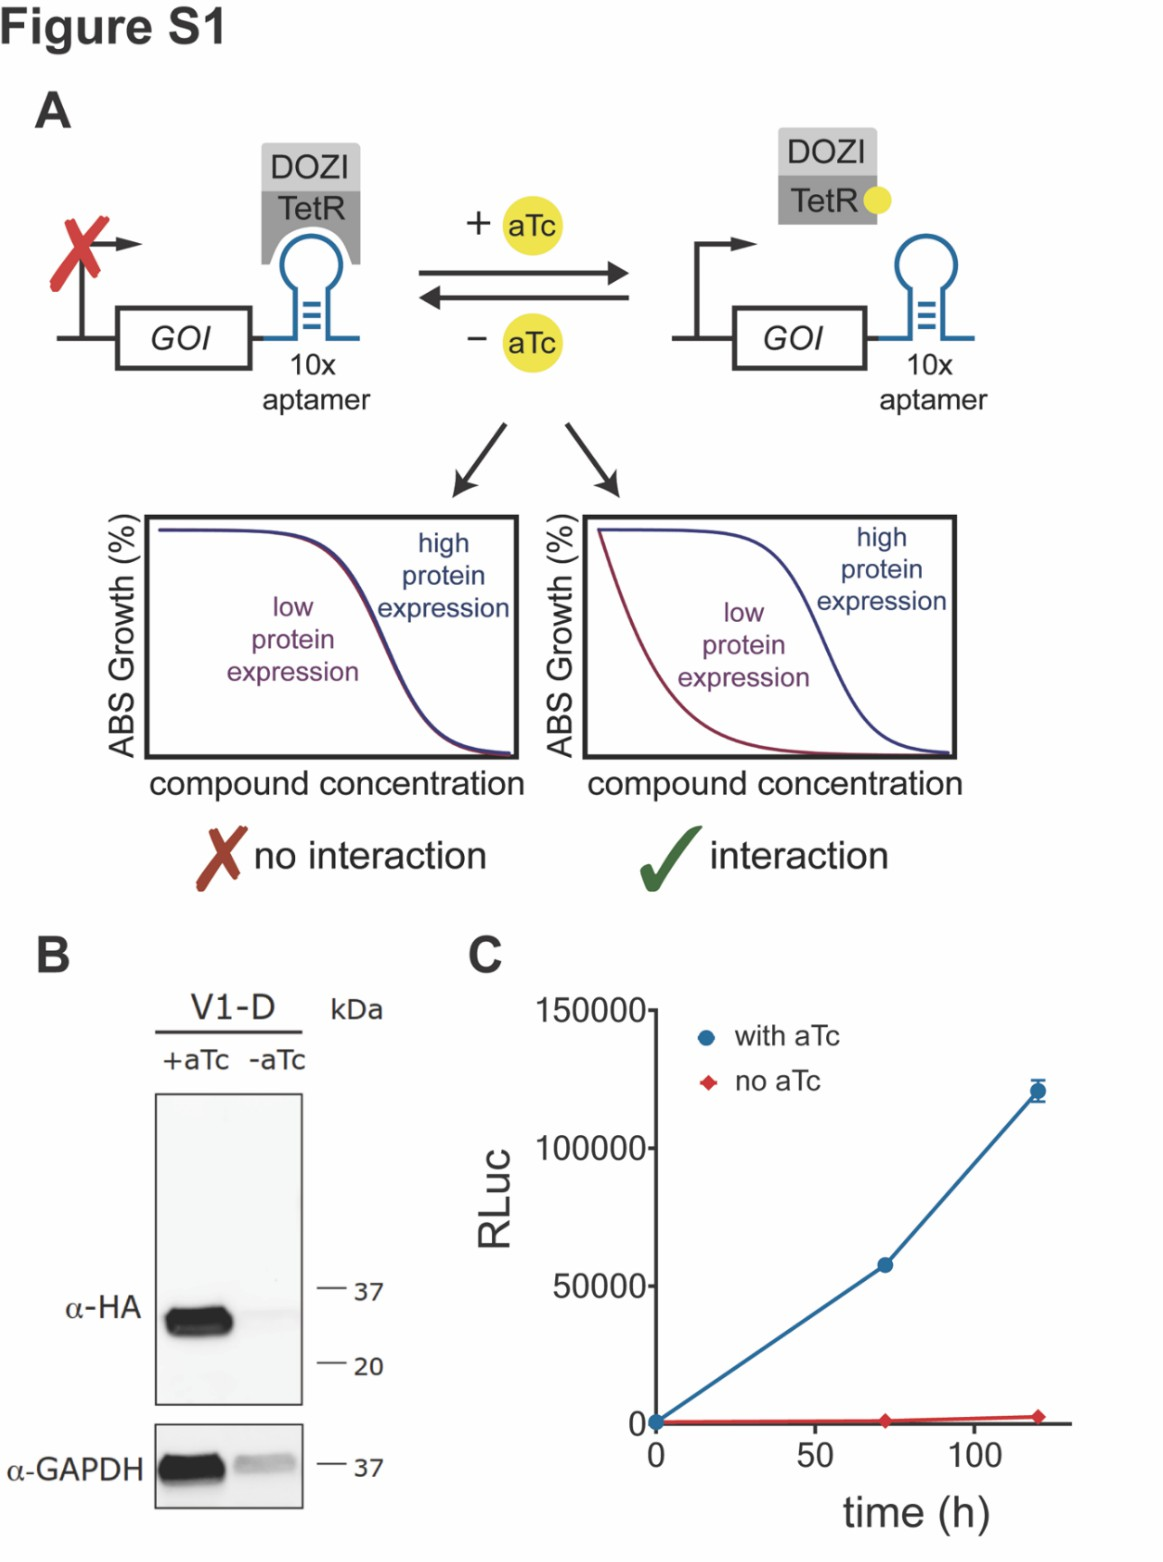 Figure S1
A
DOZI
TetR
GOI
10x
aptamer
+ aTc
− aTc
DOZI
TetR
GOI
10x
aptamer
ABS Growth (%)
high
protein
expression
low
protein
expression
compound concentration
✗ no interaction
ABS Growth (%)
high
protein
expression
low
protein
expression
compound concentration
✓ interaction
B
V1-D kDa
+aTc -aTc
α-HA
37
20
α-GAPDH
37
C
with aTc
no aTc
RLuc
150000
100000
50000
0
0 50 100
time (h)